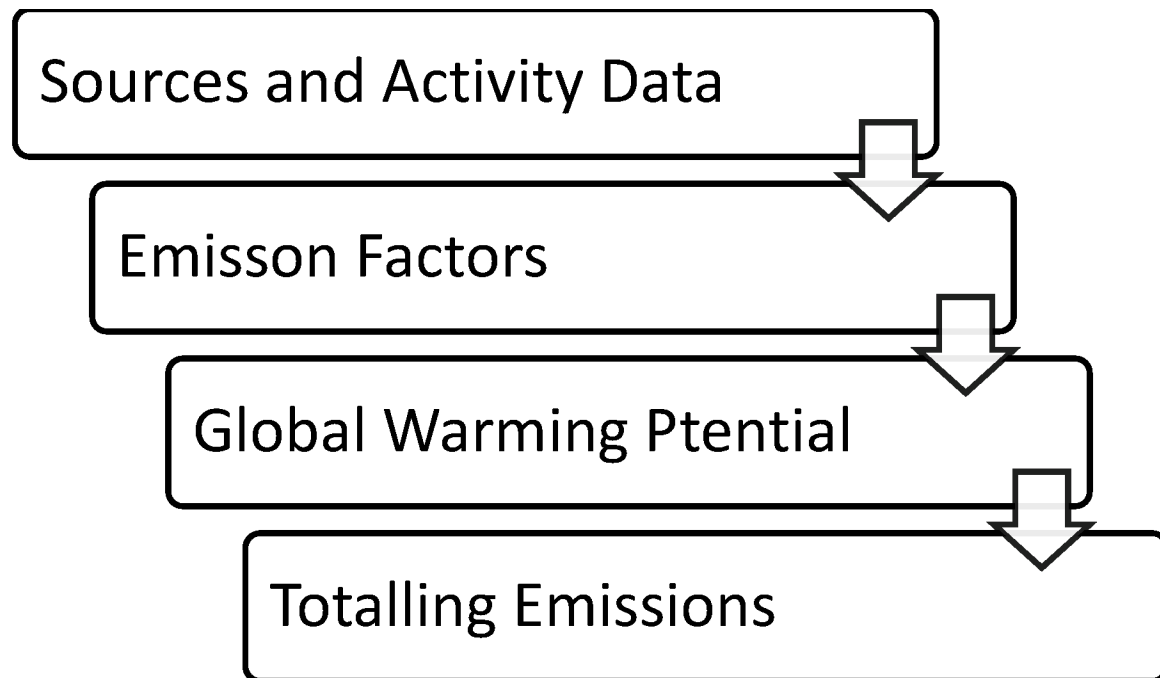 Sources and Activity Data
Emisson Factors
Global Warming Ptential
Totalling Emissions